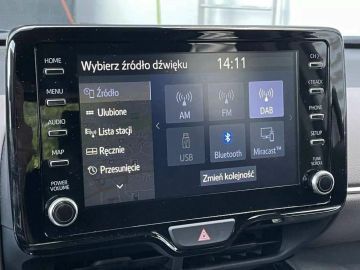 HOME
MENU
AUDIO
MAP
POWER
VOLUME
Wybierz źródło dźwięku 14:11
Źródło
Ulubione
Lista stacji
Ręcznie
Przesunięcie
AM FM DAB
USB Bluetooth Miracast™
Zmień kolejność
CH
TRACK
PHONE
SETUP
TUNE
SCROLL